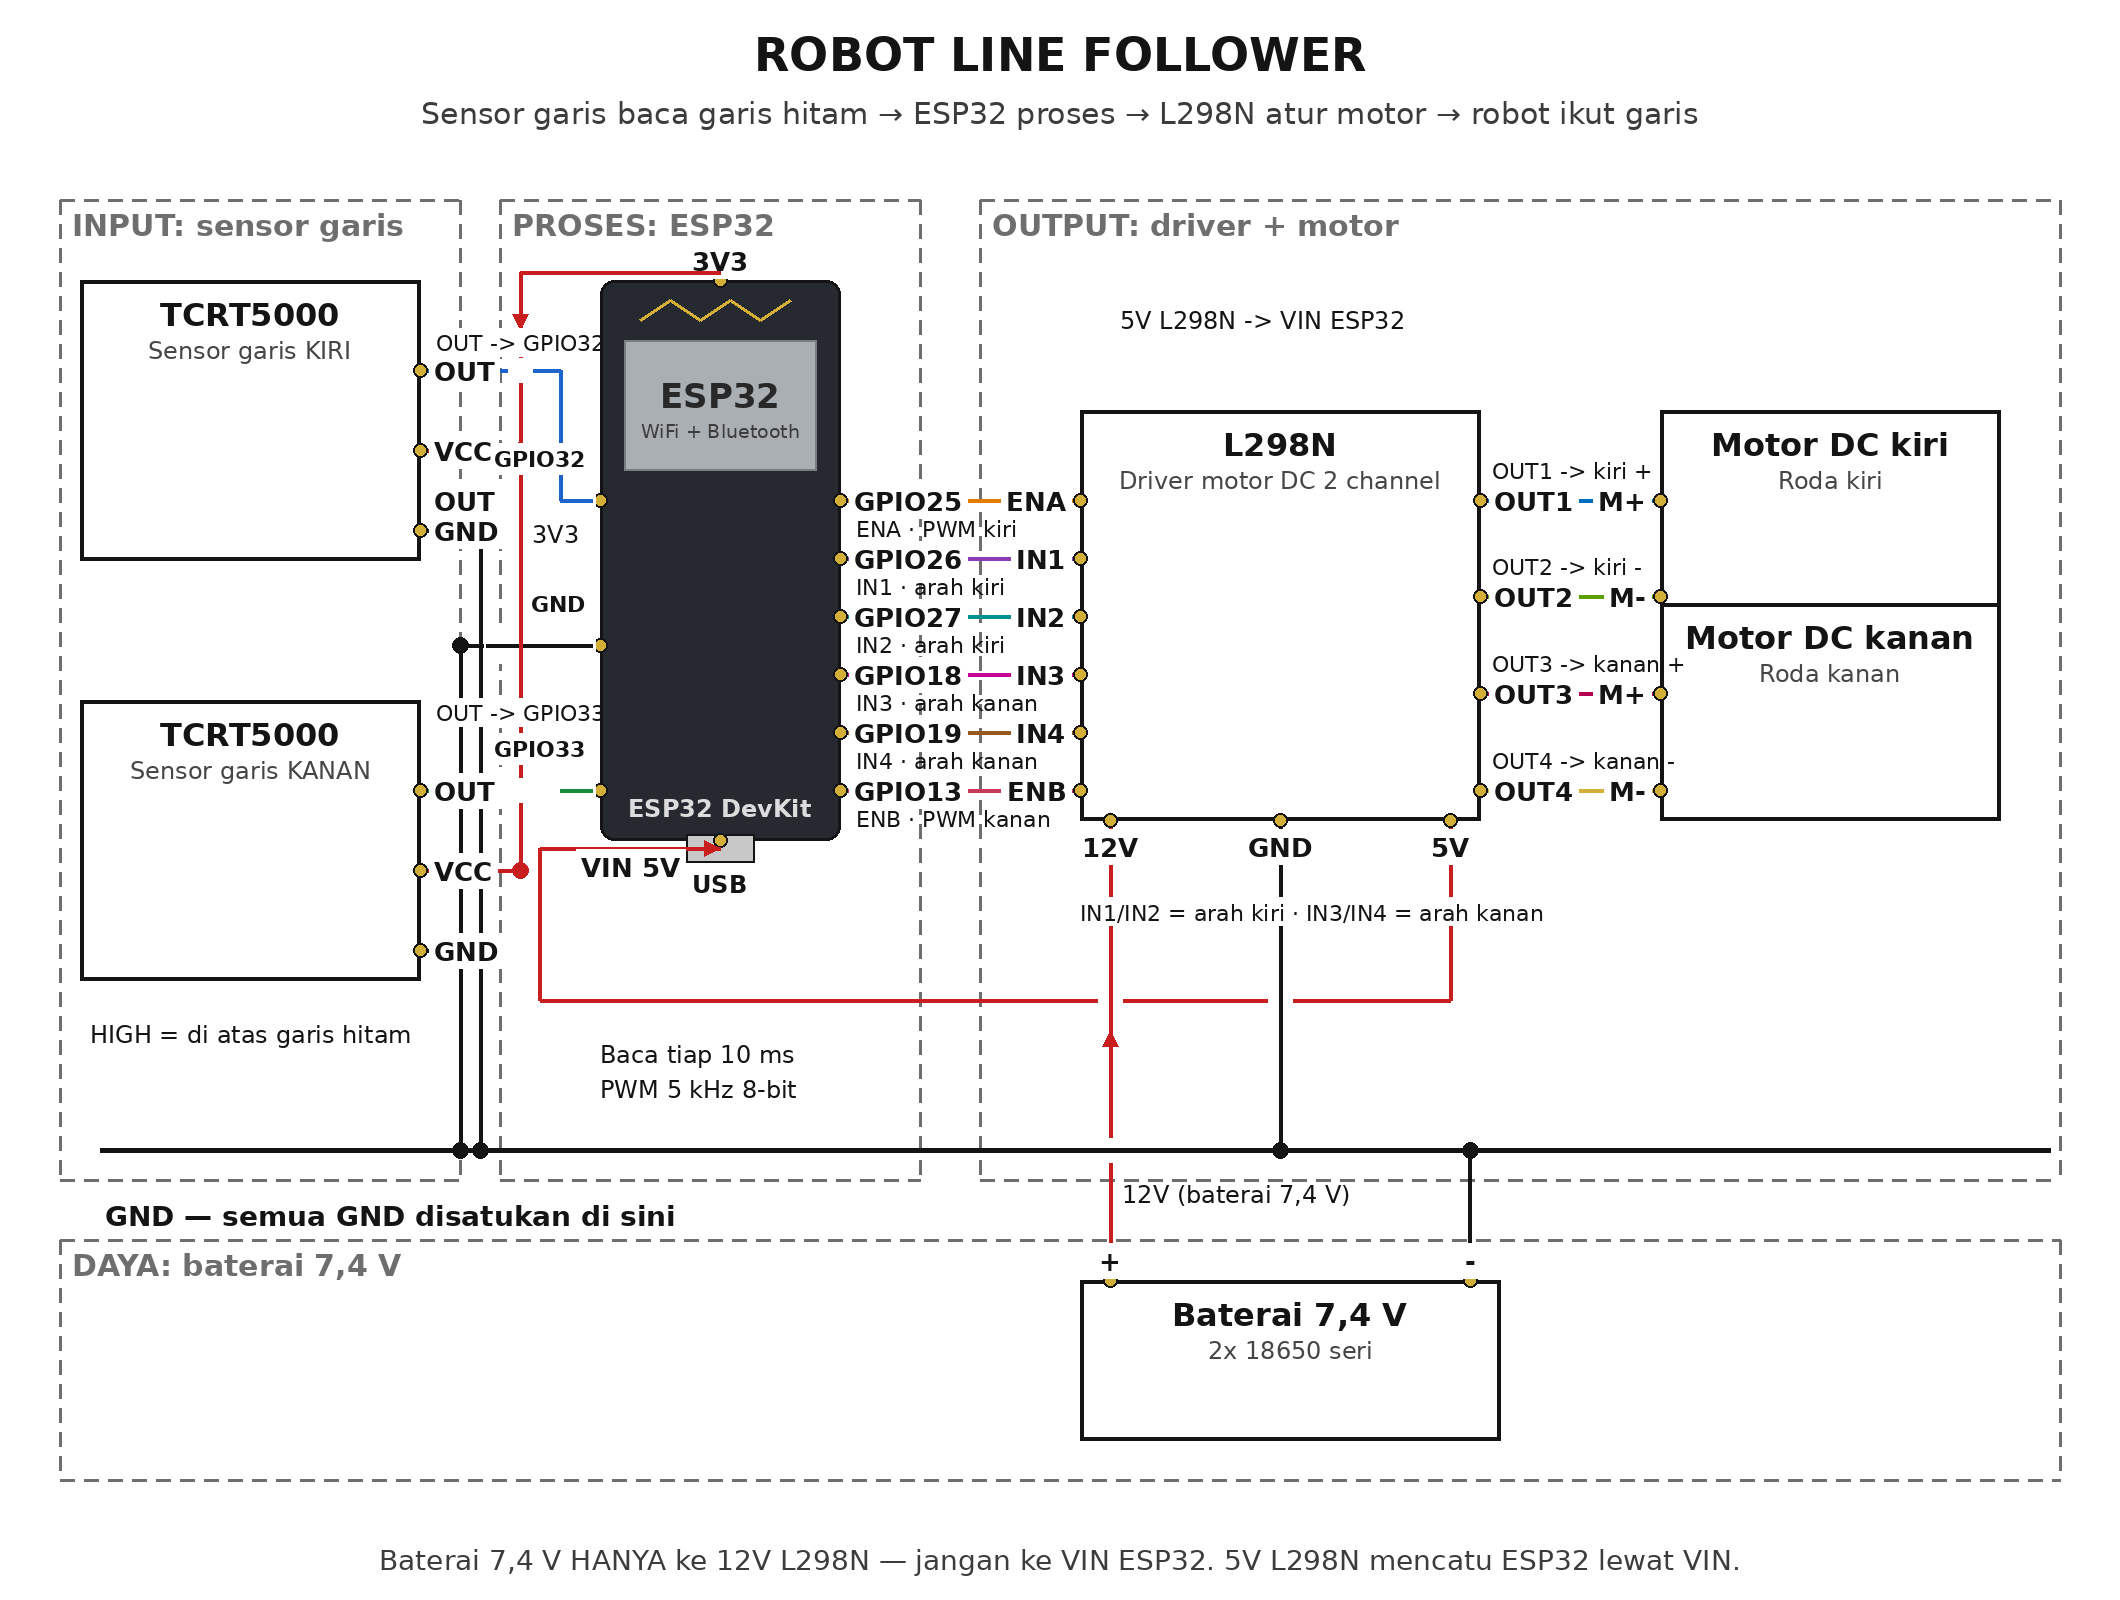 ROBOT LINE FOLLOWER
Sensor garis baca garis hitam → ESP32 proses → L298N atur motor → robot ikut garis
INPUT: sensor garis
TCRT5000
Sensor garis KIRI
OUT -> GPIO32
OUT
VCC
OUT
GND
TCRT5000
Sensor garis KANAN
OUT -> GPIO33
OUT
VCC
GND
HIGH = di atas garis hitam
PROSES: ESP32
3V3
ESP32
WiFi + Bluetooth
GPIO32
3V3
GND
GPIO33
ESP32 DevKit
VIN 5V
USB
GPIO25
ENA · PWM kiri
GPIO26
IN1 · arah kiri
GPIO27
IN2 · arah kiri
GPIO18
IN3 · arah kanan
GPIO19
IN4 · arah kanan
GPIO13
ENB · PWM kanan
Baca tiap 10 ms
PWM 5 kHz 8-bit
OUTPUT: driver + motor
5V L298N -> VIN ESP32
ENA
IN1
IN2
IN3
IN4
ENB
L298N
Driver motor DC 2 channel
12V
GND
5V
IN1/IN2 = arah kiri · IN3/IN4 = arah kanan
OUT1 -> kiri +
OUT1
M+
OUT2 -> kiri -
OUT2
M-
OUT3 -> kanan +
OUT3
M+
OUT4 -> kanan -
OUT4
M-
Motor DC kiri
Roda kiri
Motor DC kanan
Roda kanan
12V (baterai 7,4 V)
GND — semua GND disatukan di sini
DAYA: baterai 7,4 V
+
-
Baterai 7,4 V
2x 18650 seri
Baterai 7,4 V HANYA ke 12V L298N — jangan ke VIN ESP32. 5V L298N mencatu ESP32 lewat VIN.